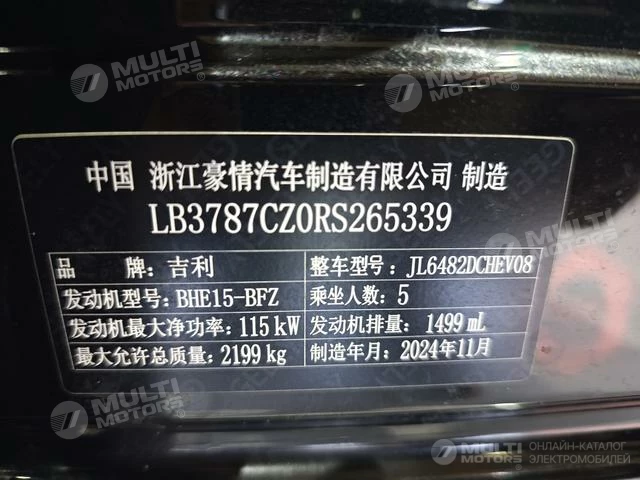 MULTI MOTORS®
MULTI MOTORS®
中国 浙江豪情汽车制造有限公司 制造
LB3787CZ0RS265339
品 牌: 吉利 整车型号: JL6482DCHEV08
发动机型号: BHE15-BFZ 乘坐人数: 5
发动机最大净功率: 115 kW 发动机排量: 1499 mL
最大允许总质量: 2199 kg 制造年月: 2024年11月
MULTI MOTORS®
MULTI MOTORS
ОНЛАЙН-КАТАЛОГ
ЭЛЕКТРОМОБИЛЕЙ